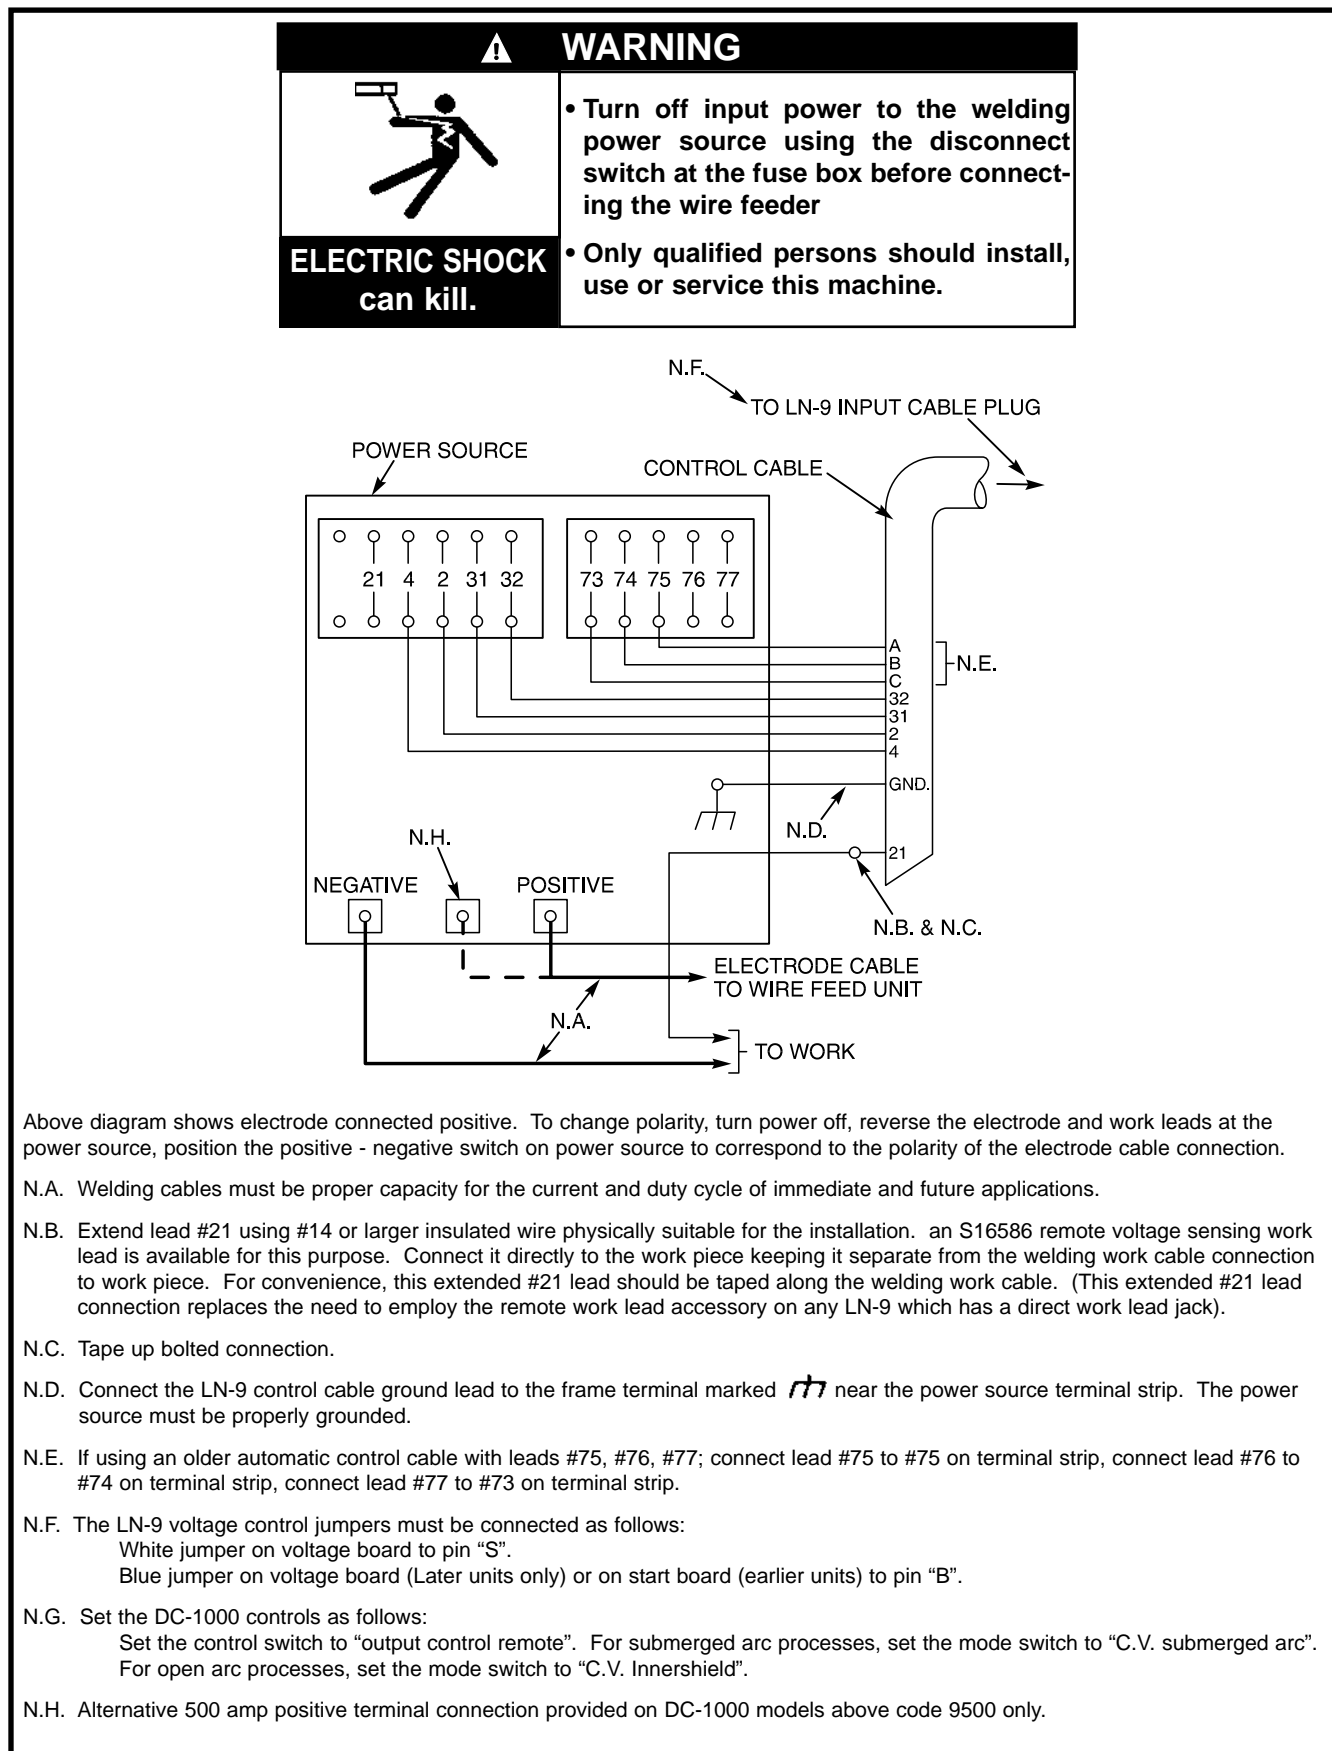 WARNING
• Turn off input power to the welding
power source using the disconnect
switch at the fuse box before connect-
ing the wire feeder
• Only qualified persons should install,
use or service this machine.
ELECTRIC SHOCK
can kill.
N.F.
TO LN-9 INPUT CABLE PLUG
POWER SOURCE
CONTROL CABLE
21 4 2 31 32
73 74 75 76 77
A
B
C
N.E.
32
31
2
4
GND.
N.D.
21
N.H.
NEGATIVE
POSITIVE
N.B. & N.C.
ELECTRODE CABLE
TO WIRE FEED UNIT
N.A.
TO WORK
Above diagram shows electrode connected positive. To change polarity, turn power off, reverse the electrode and work leads at the
power source, position the positive - negative switch on power source to correspond to the polarity of the electrode cable connection.
N.A. Welding cables must be proper capacity for the current and duty cycle of immediate and future applications.
N.B. Extend lead #21 using #14 or larger insulated wire physically suitable for the installation. an S16586 remote voltage sensing work
lead is available for this purpose. Connect it directly to the work piece keeping it separate from the welding work cable connection
to work piece. For convenience, this extended #21 lead should be taped along the welding work cable. (This extended #21 lead
connection replaces the need to employ the remote work lead accessory on any LN-9 which has a direct work lead jack).
N.C. Tape up bolted connection.
N.D. Connect the LN-9 control cable ground lead to the frame terminal marked near the power source terminal strip. The power
source must be properly grounded.
N.E. If using an older automatic control cable with leads #75, #76, #77; connect lead #75 to #75 on terminal strip, connect lead #76 to
#74 on terminal strip, connect lead #77 to #73 on terminal strip.
N.F. The LN-9 voltage control jumpers must be connected as follows:
White jumper on voltage board to pin “S”.
Blue jumper on voltage board (Later units only) or on start board (earlier units) to pin “B”.
N.G. Set the DC-1000 controls as follows:
Set the control switch to “output control remote”. For submerged arc processes, set the mode switch to “C.V. submerged arc”.
For open arc processes, set the mode switch to “C.V. Innershield”.
N.H. Alternative 500 amp positive terminal connection provided on DC-1000 models above code 9500 only.